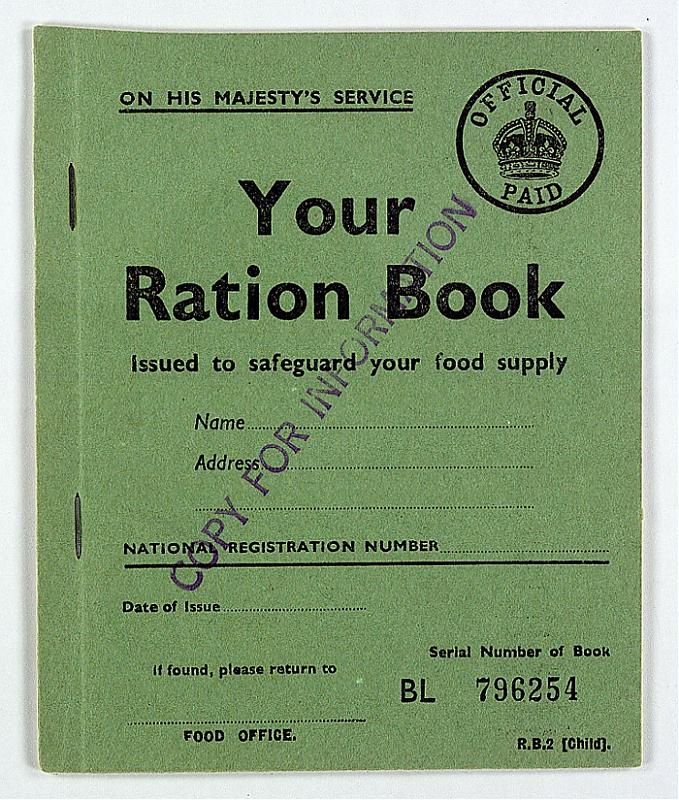 ON HIS MAJESTY'S SERVICE
OFFICIAL
PAID
Your
Ration Book
Issued to safeguard your food supply
COPY FOR INFORMATION
Name
Address
NATIONAL REGISTRATION NUMBER
Date of Issue
Serial Number of Book
If found, please return to
BL 796254
FOOD OFFICE.
R.B.2 [Child].